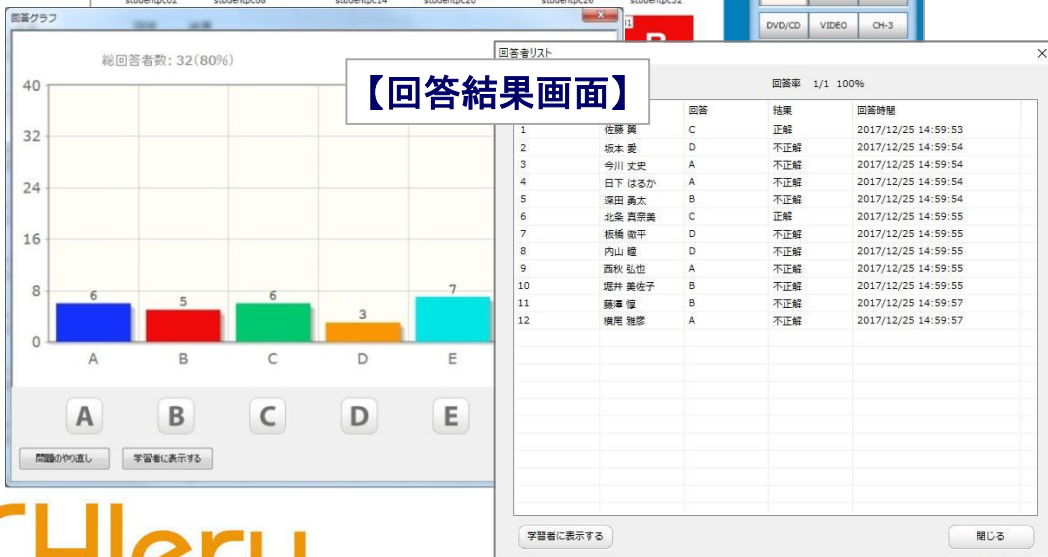 studentpc02 studentpc08 studentpc14 studentpc20 studentpc26 studentpc32
回答グラフ
DVD/CD VIDEO CH-3
総回答者数: 32(80%)
【回答結果画面】
回答者リスト
回答率 1/1 100%
回答 結果 回答時間
1 佐藤 異 C 正解 2017/12/25 14:59:53
2 坂本 愛 D 不正解 2017/12/25 14:59:54
3 今川 丈史 A 不正解 2017/12/25 14:59:54
4 日下 はるか A 不正解 2017/12/25 14:59:54
5 深田 勇太 B 不正解 2017/12/25 14:59:54
6 北条 真奈美 C 正解 2017/12/25 14:59:55
7 板橋 徹平 D 不正解 2017/12/25 14:59:55
8 内山 瞳 D 不正解 2017/12/25 14:59:55
9 西秋 弘也 A 不正解 2017/12/25 14:59:55
10 堀井 美佐子 B 不正解 2017/12/25 14:59:55
11 藤澤 惇 B 不正解 2017/12/25 14:59:57
12 横尾 雅彦 A 不正解 2017/12/25 14:59:57
40
32
24
16
8
0
6 5 6 3 7
A B C D E
A B C D E
問題のやり直し 学習者に表示する
学習者に表示する 閉じる